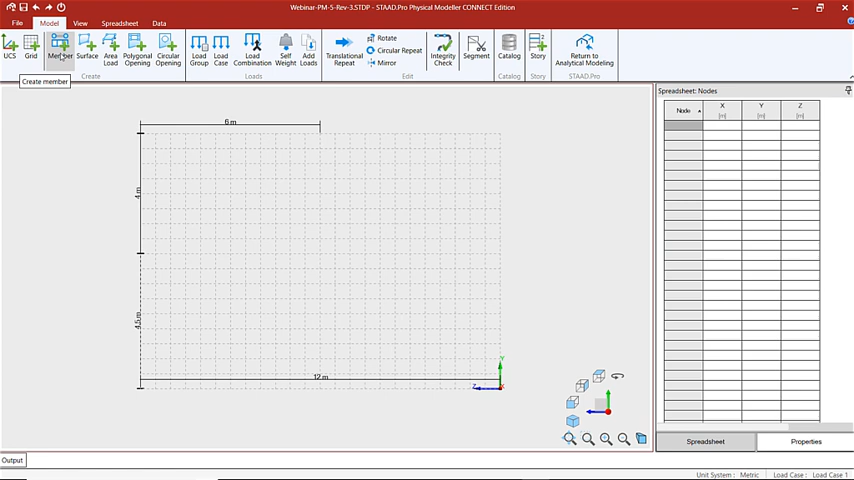 Webinar-PM-5-Rev-3.STDP - STAAD.Pro Physical Modeller CONNECT Edition
File Model View Spreadsheet Data
UCS Grid Member Surface Area Load Polygonal Opening Circular Opening Load Group Load Case Load Combination Self Weight Add Loads Translational Repeat Rotate Circular Repeat Mirror Integrity Check Segment Catalog Story Return to Analytical Modeling
Create Loads Edit Catalog Story STAAD.Pro
Create member
Spreadsheet: Nodes
Node X [m] Y [m] Z [m]
6 m
4 m
4.5 m
12 m
Y
Z X
Spreadsheet Properties
Output
Unit System : Metric Load Case : Load Case 1